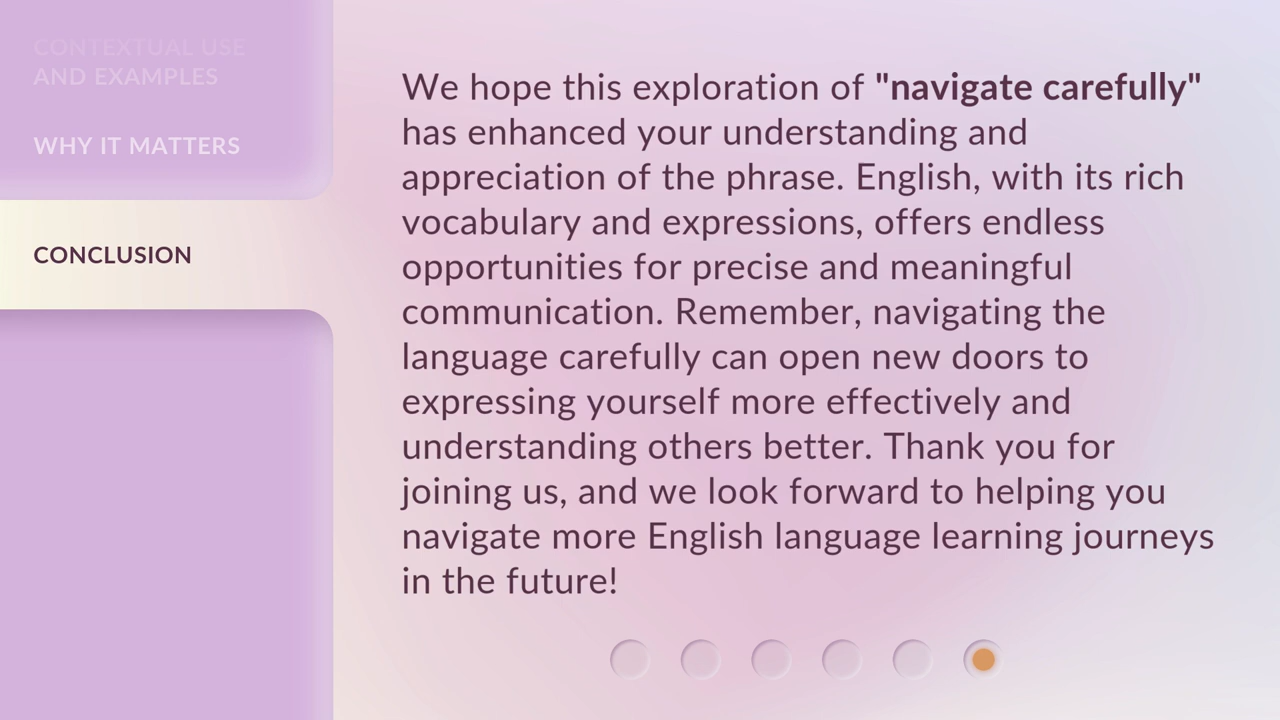 CONTEXTUAL USE
AND EXAMPLES
WHY IT MATTERS
CONCLUSION
We hope this exploration of "navigate carefully"
has enhanced your understanding and
appreciation of the phrase. English, with its rich
vocabulary and expressions, offers endless
opportunities for precise and meaningful
communication. Remember, navigating the
language carefully can open new doors to
expressing yourself more effectively and
understanding others better. Thank you for
joining us, and we look forward to helping you
navigate more English language learning journeys
in the future!